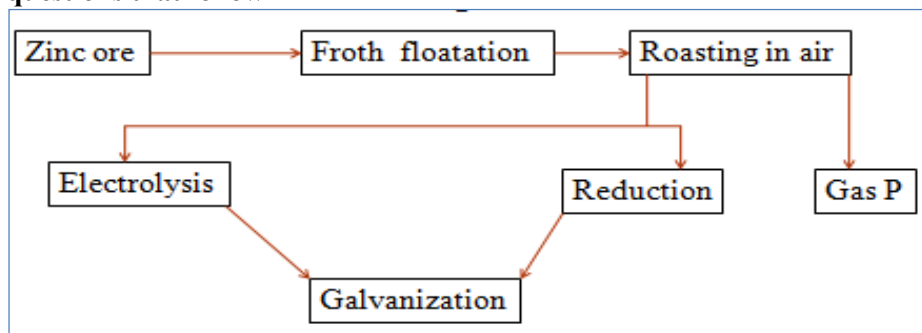 Zinc ore
Froth floatation
Roasting in air
Electrolysis
Reduction
Gas P
Galvanization